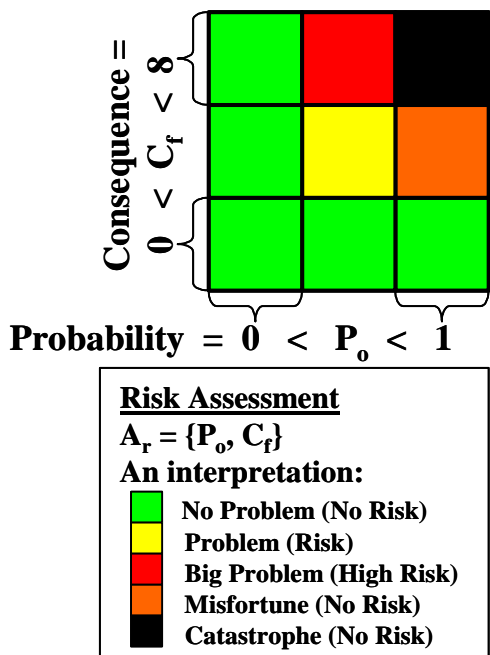 Consequence =
0 < Cf < ∞
Probability = 0 < Po < 1
Risk Assessment
Ar = {Po, Cf}
An interpretation:
No Problem (No Risk)
Problem (Risk)
Big Problem (High Risk)
Misfortune (No Risk)
Catastrophe (No Risk)